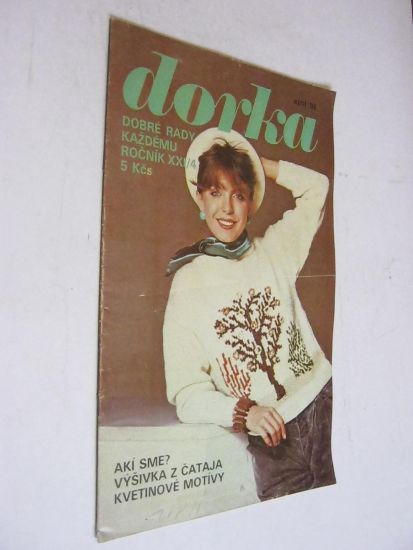 dorka
DOBRÉ RADY
KAŽDÉMU
ROČNÍK XXI/4
5 Kčs
AKÍ SME?
VÝŠIVKA Z ČATAJA
KVETINOVÉ MOTÍVY